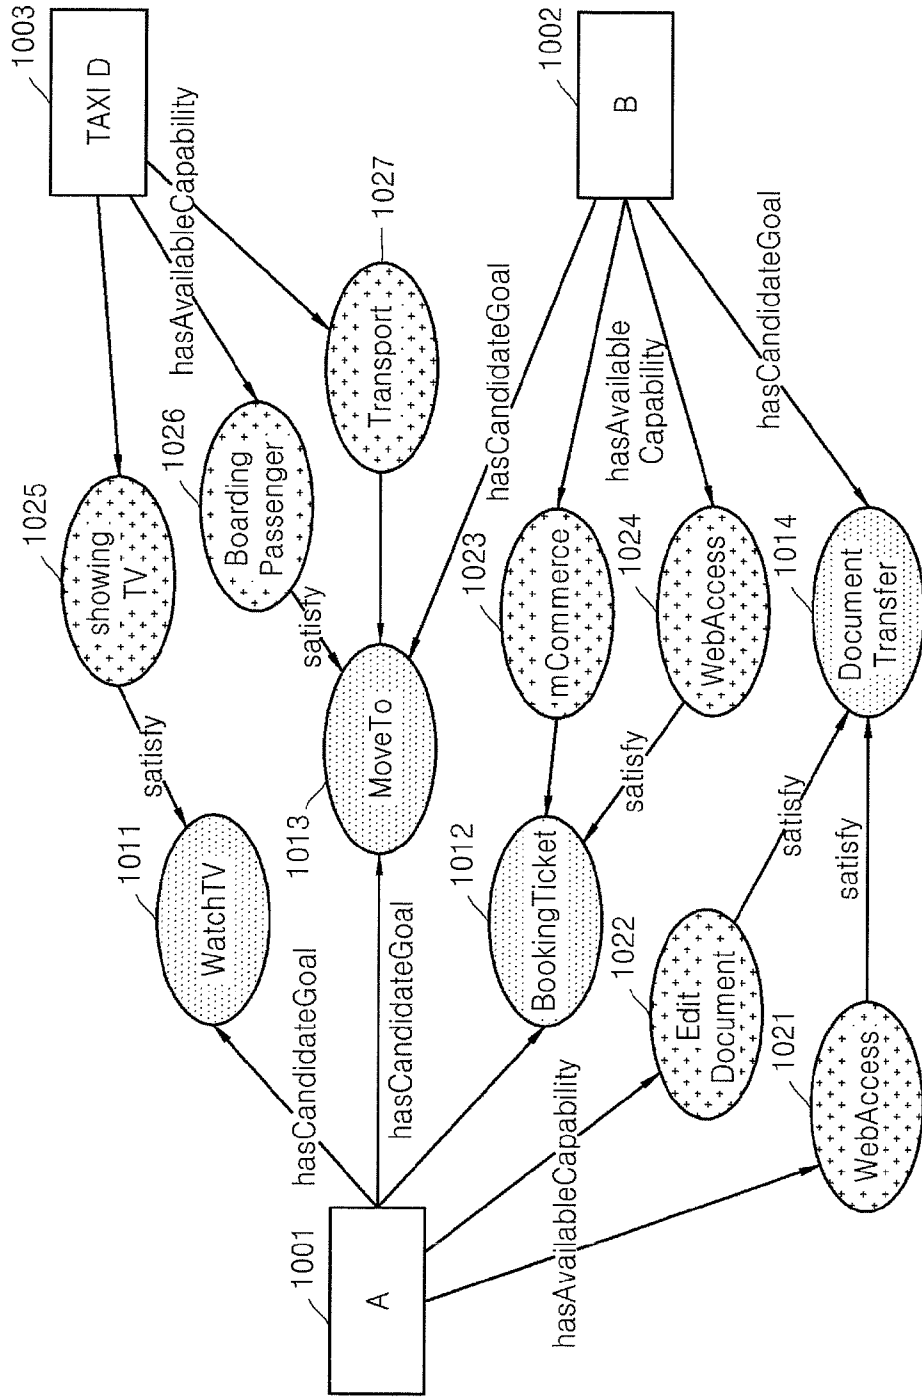 1001
A
1003
TAXI D
1002
B
hasCandidateGoal
hasCandidateGoal
hasAvailableCapability
1011
WatchTV
1013
MoveTo
1012
BookingTicket
1022
Edit
Document
1021
WebAccess
satisfy
satisfy
satisfy
satisfy
satisfy
1025
showing
TV
1026
Boarding
Passenger
1027
Transport
1023
mCommerce
1024
WebAccess
1014
Document
Transfer
hasAvailableCapability
hasCandidateGoal
hasAvailable
Capability
hasCandidateGoal